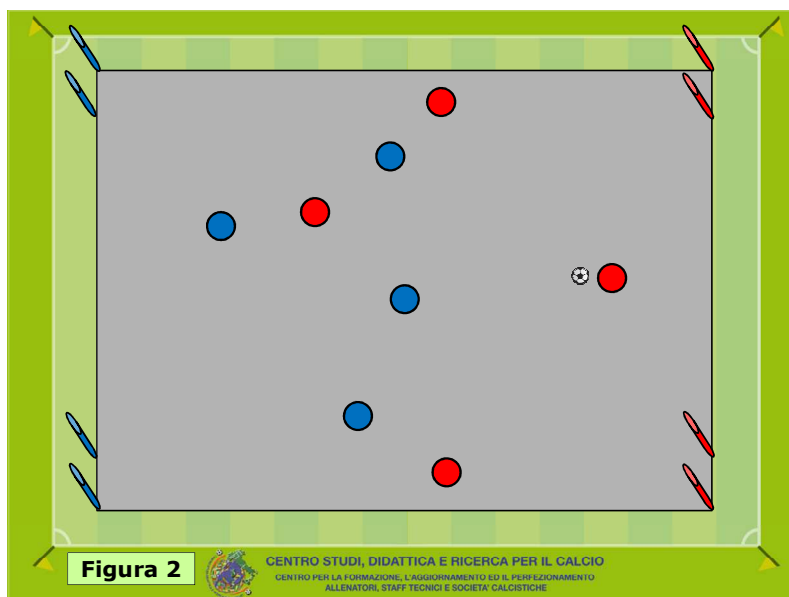 Figura 2
CENTRO STUDI, DIDATTICA E RICERCA PER IL CALCIO
CENTRO PER LA FORMAZIONE, L'AGGIORNAMENTO ED IL PERFEZIONAMENTO
ALLENATORI, STAFF TECNICI E SOCIETA' CALCISTICHE